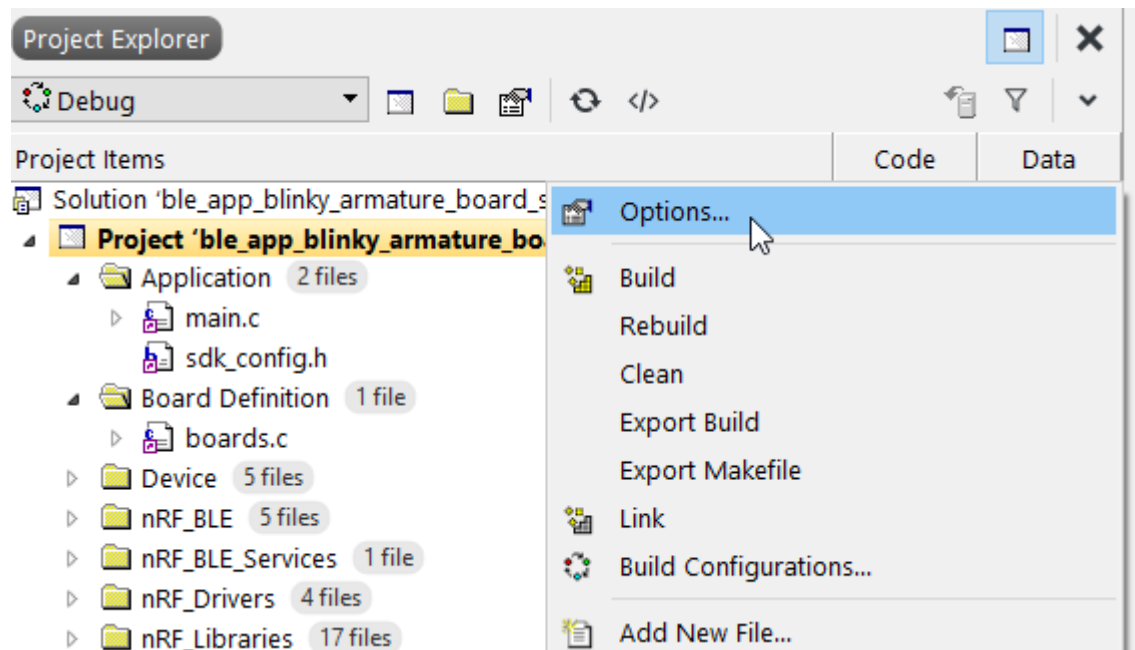 Project Explorer
Debug
Project Items Code Data
Solution 'ble_app_blinky_armature_board_s
Project 'ble_app_blinky_armature_bo
Application 2 files
main.c
sdk_config.h
Board Definition 1 file
boards.c
Device 5 files
nRF_BLE 5 files
nRF_BLE_Services 1 file
nRF_Drivers 4 files
nRF_Libraries 17 files
Options...
Build
Rebuild
Clean
Export Build
Export Makefile
Link
Build Configurations...
Add New File...